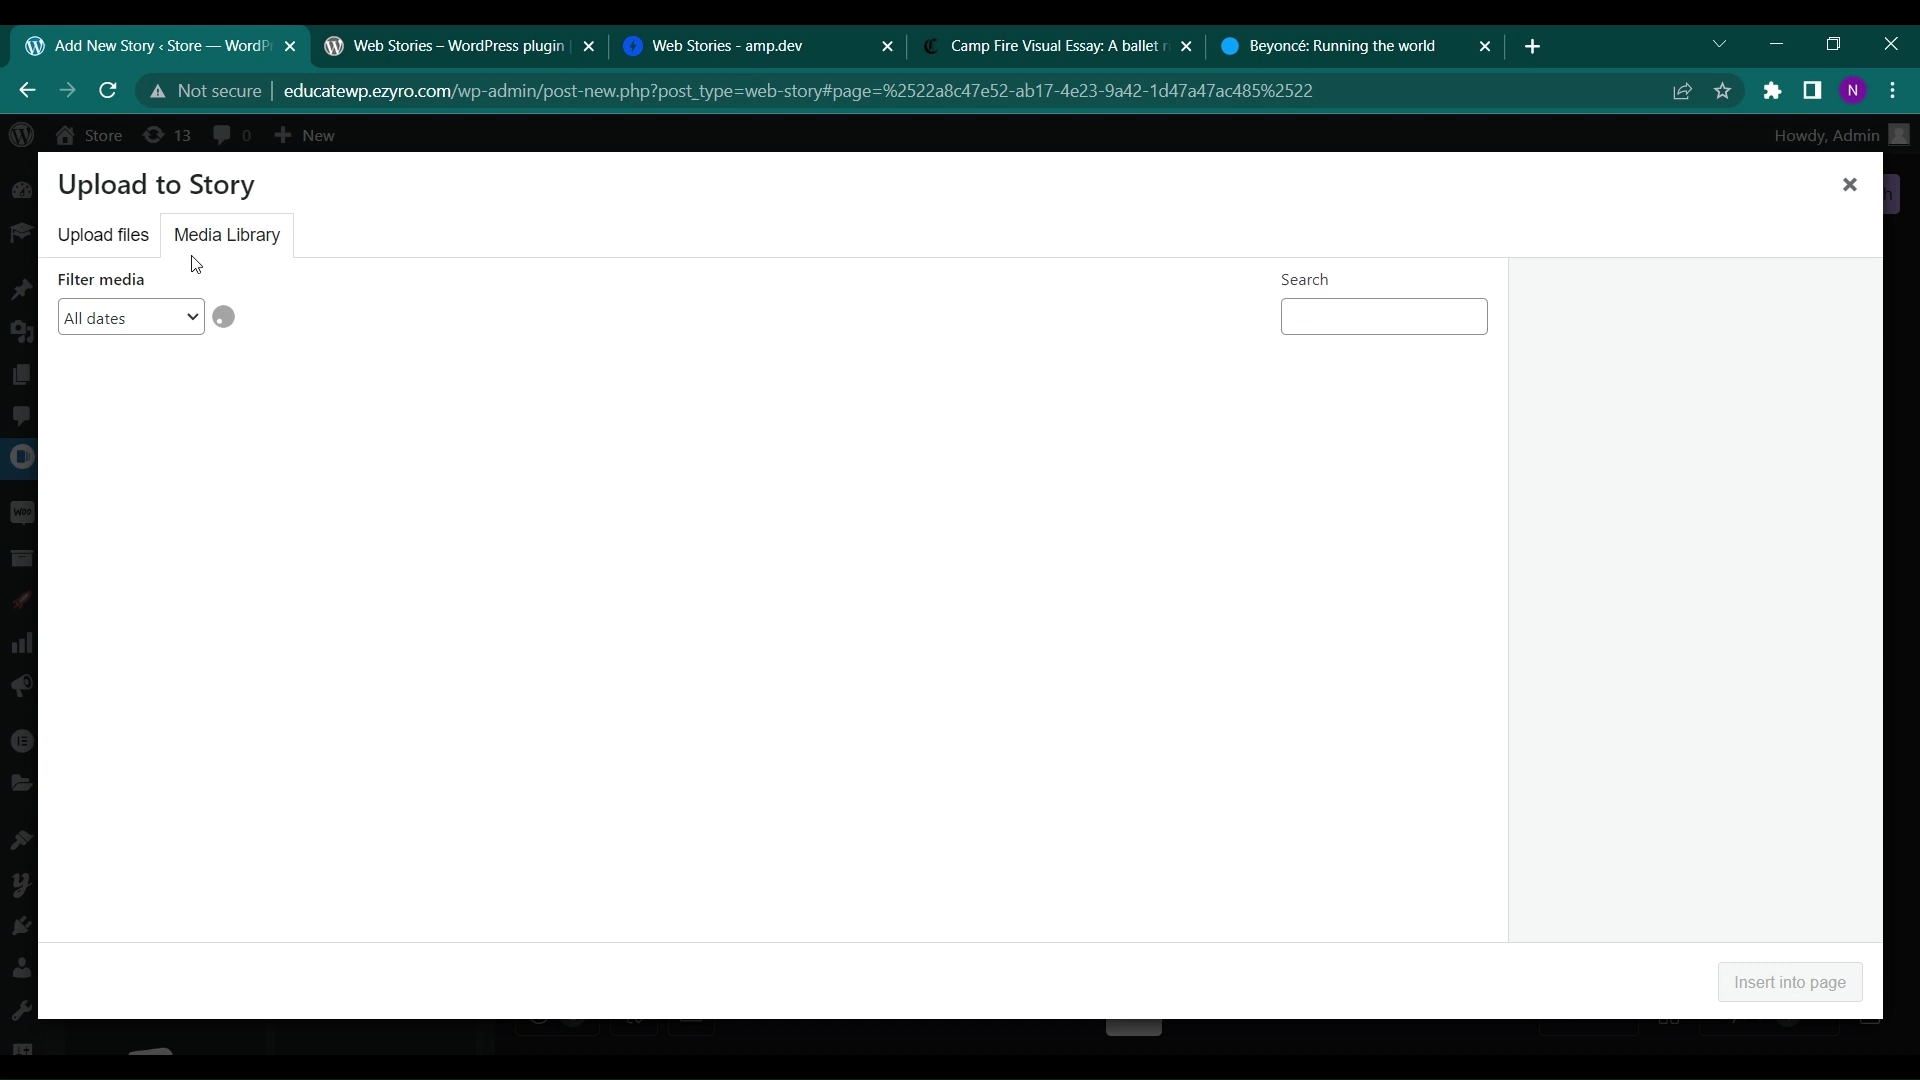 Add New Story ‹ Store — WordP
Web Stories – WordPress plugin
Web Stories - amp.dev
Camp Fire Visual Essay: A ballet
Beyoncé: Running the world
Not secure
educatewp.ezyro.com/wp-admin/post-new.php?post_type=web-story#page=%2522a8c47e52-ab17-4e23-9a42-1d47a47ac485%2522
N
Store
13
0
New
Howdy, Admin
Upload to Story
Upload files
Media Library
Filter media
Search
All dates
Insert into page